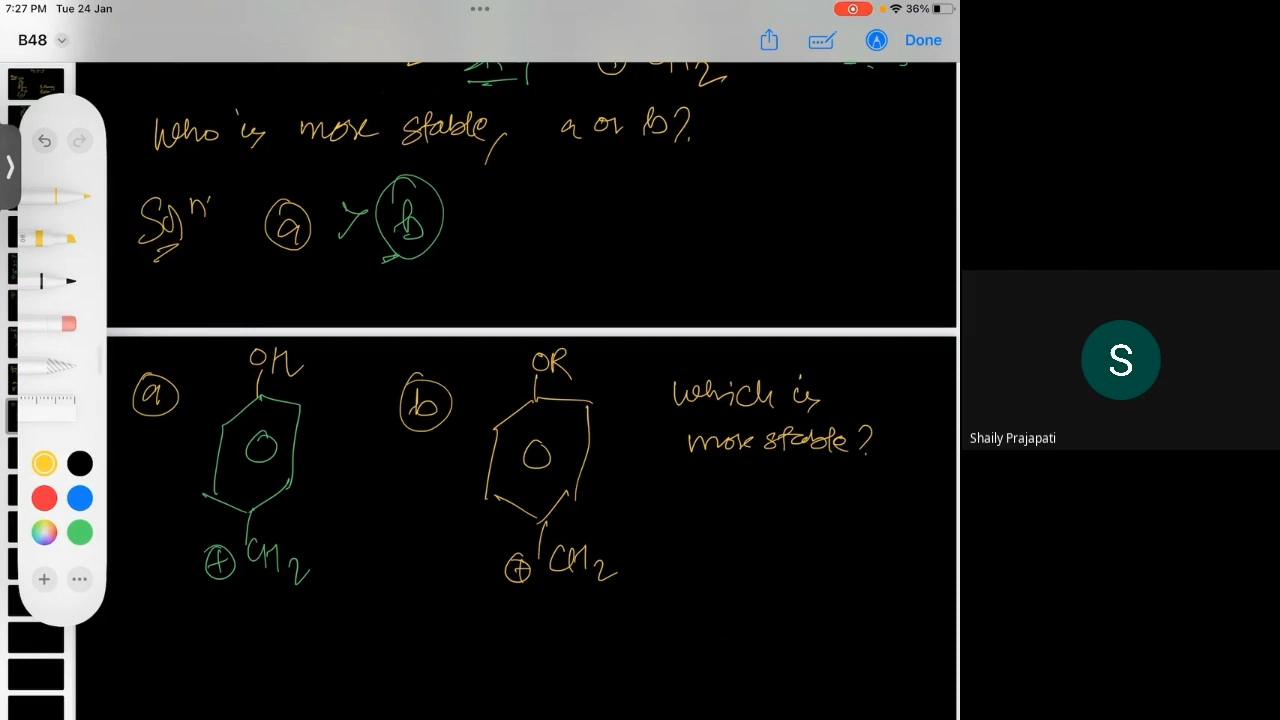 7:27 PM Tue 24 Jan
36%
B48
Done
Who is more stable, a or b?
Solⁿ a > b
a OH b OR Which is
more stable?
⊕ CH2 ⊕ CH2
S
Shaily Prajapati